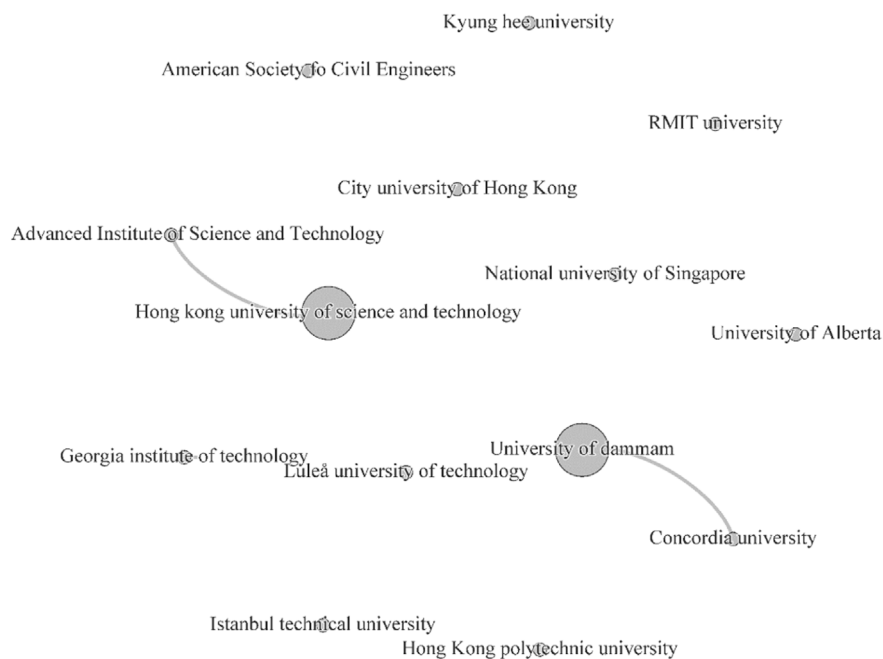 Kyung hee university
American Society fo Civil Engineers
RMIT university
City university of Hong Kong
Advanced Institute of Science and Technology
National university of Singapore
Hong kong university of science and technology
University of Alberta
University of dammam
Georgia institute of technology
Luleå university of technology
Concordia university
Istanbul technical university
Hong Kong polytechnic university